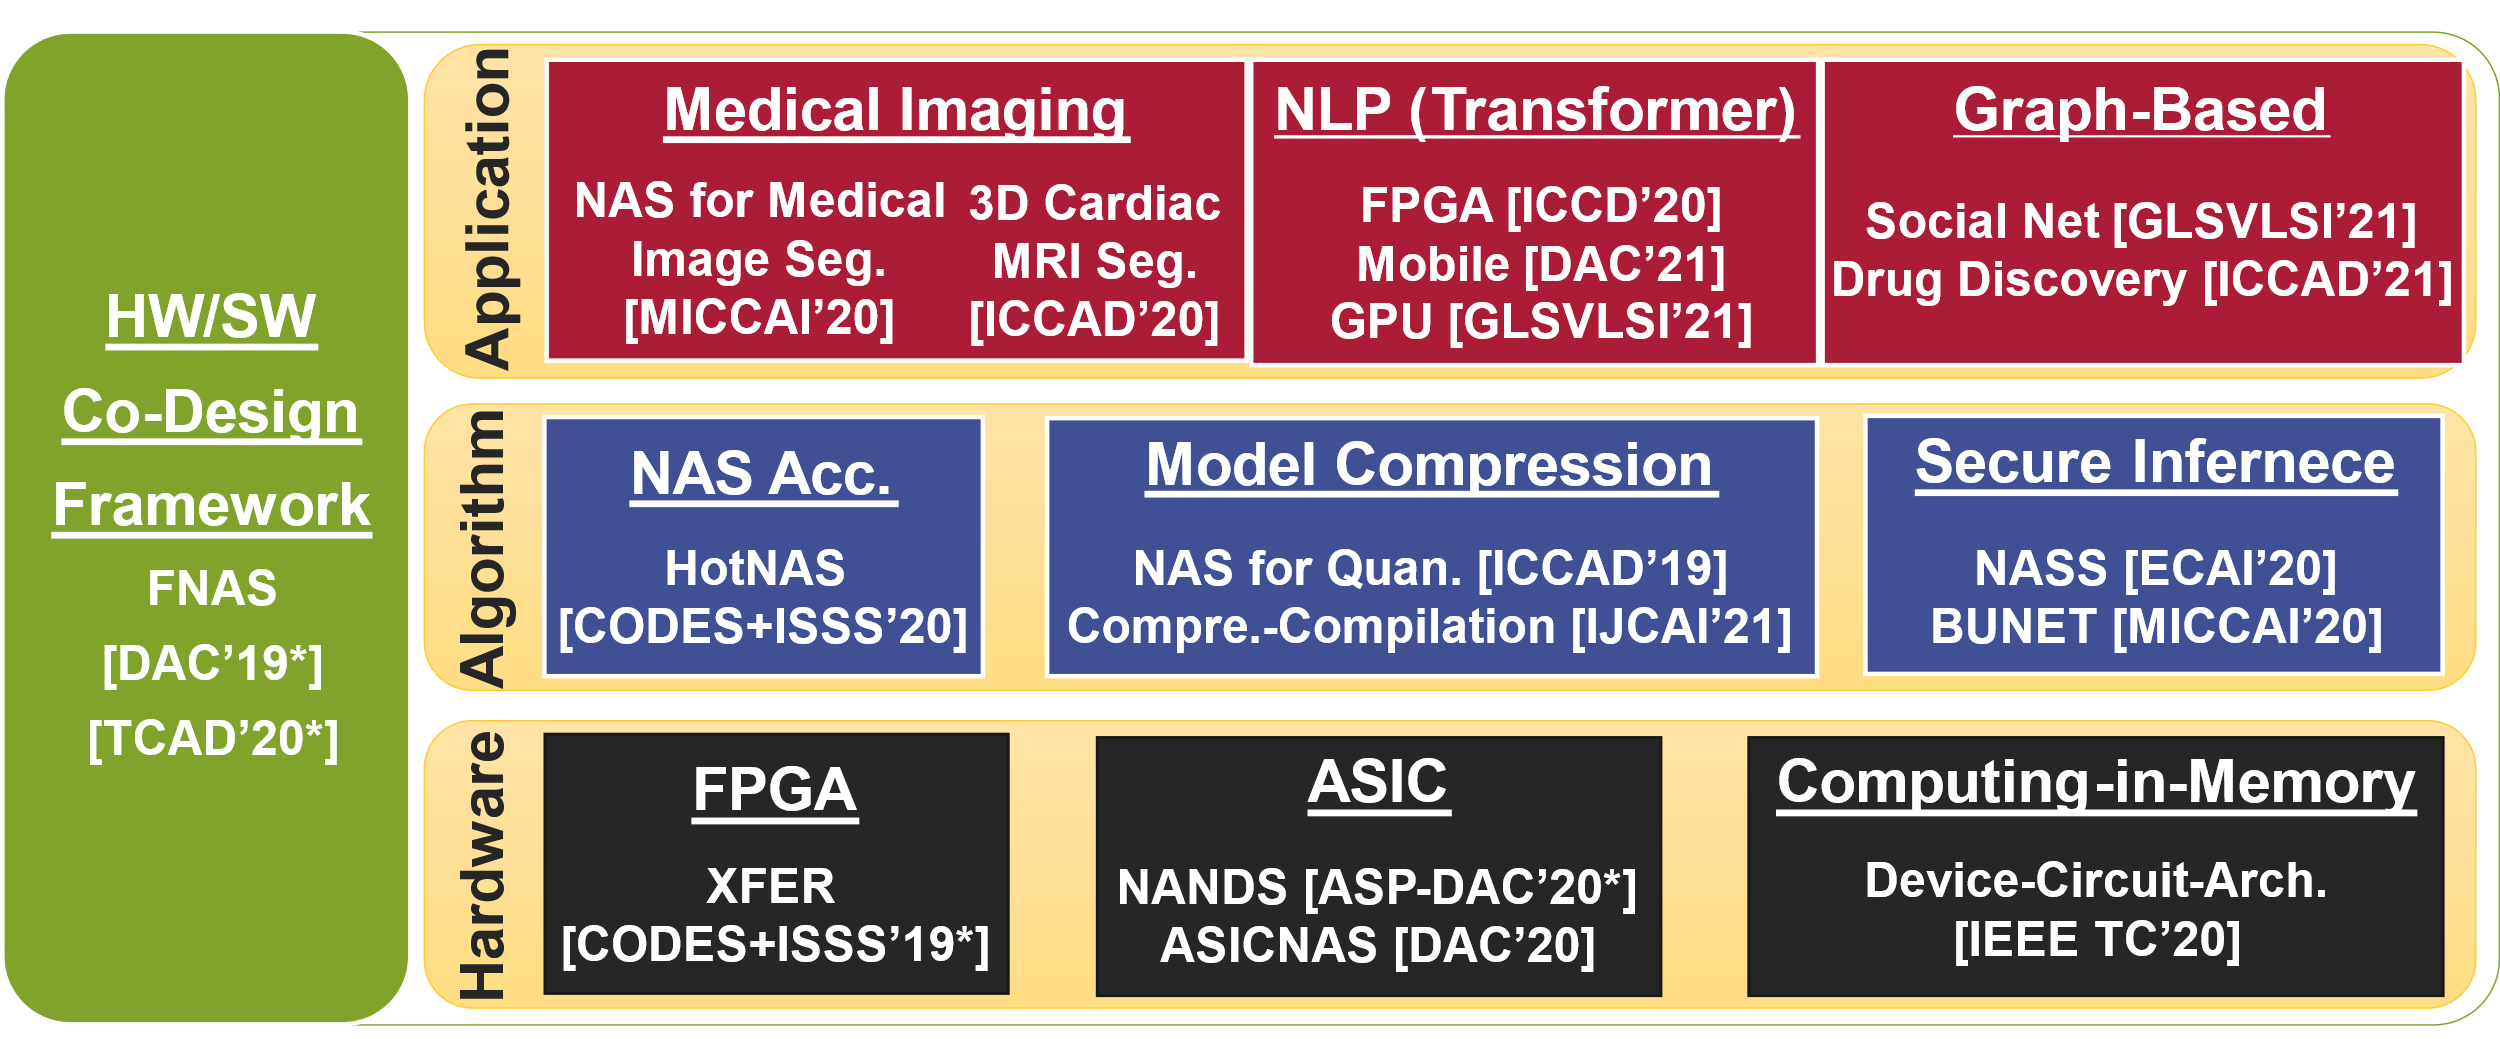 HW/SW
Co-Design
Framework
FNAS
[DAC’19*]
[TCAD’20*]
Application
Medical Imaging
NAS for Medical
Image Seg.
[MICCAI’20]
3D Cardiac
MRI Seg.
[ICCAD’20]
NLP (Transformer)
FPGA [ICCD’20]
Mobile [DAC’21]
GPU [GLSVLSI’21]
Graph-Based
Social Net [GLSVLSI’21]
Drug Discovery [ICCAD’21]
Algorithm
NAS Acc.
HotNAS
[CODES+ISSS’20]
Model Compression
NAS for Quan. [ICCAD’19]
Compre.-Compilation [IJCAI’21]
Secure Infernece
NASS [ECAI’20]
BUNET [MICCAI’20]
Hardware
FPGA
XFER
[CODES+ISSS’19*]
ASIC
NANDS [ASP-DAC’20*]
ASICNAS [DAC’20]
Computing-in-Memory
Device-Circuit-Arch.
[IEEE TC’20]